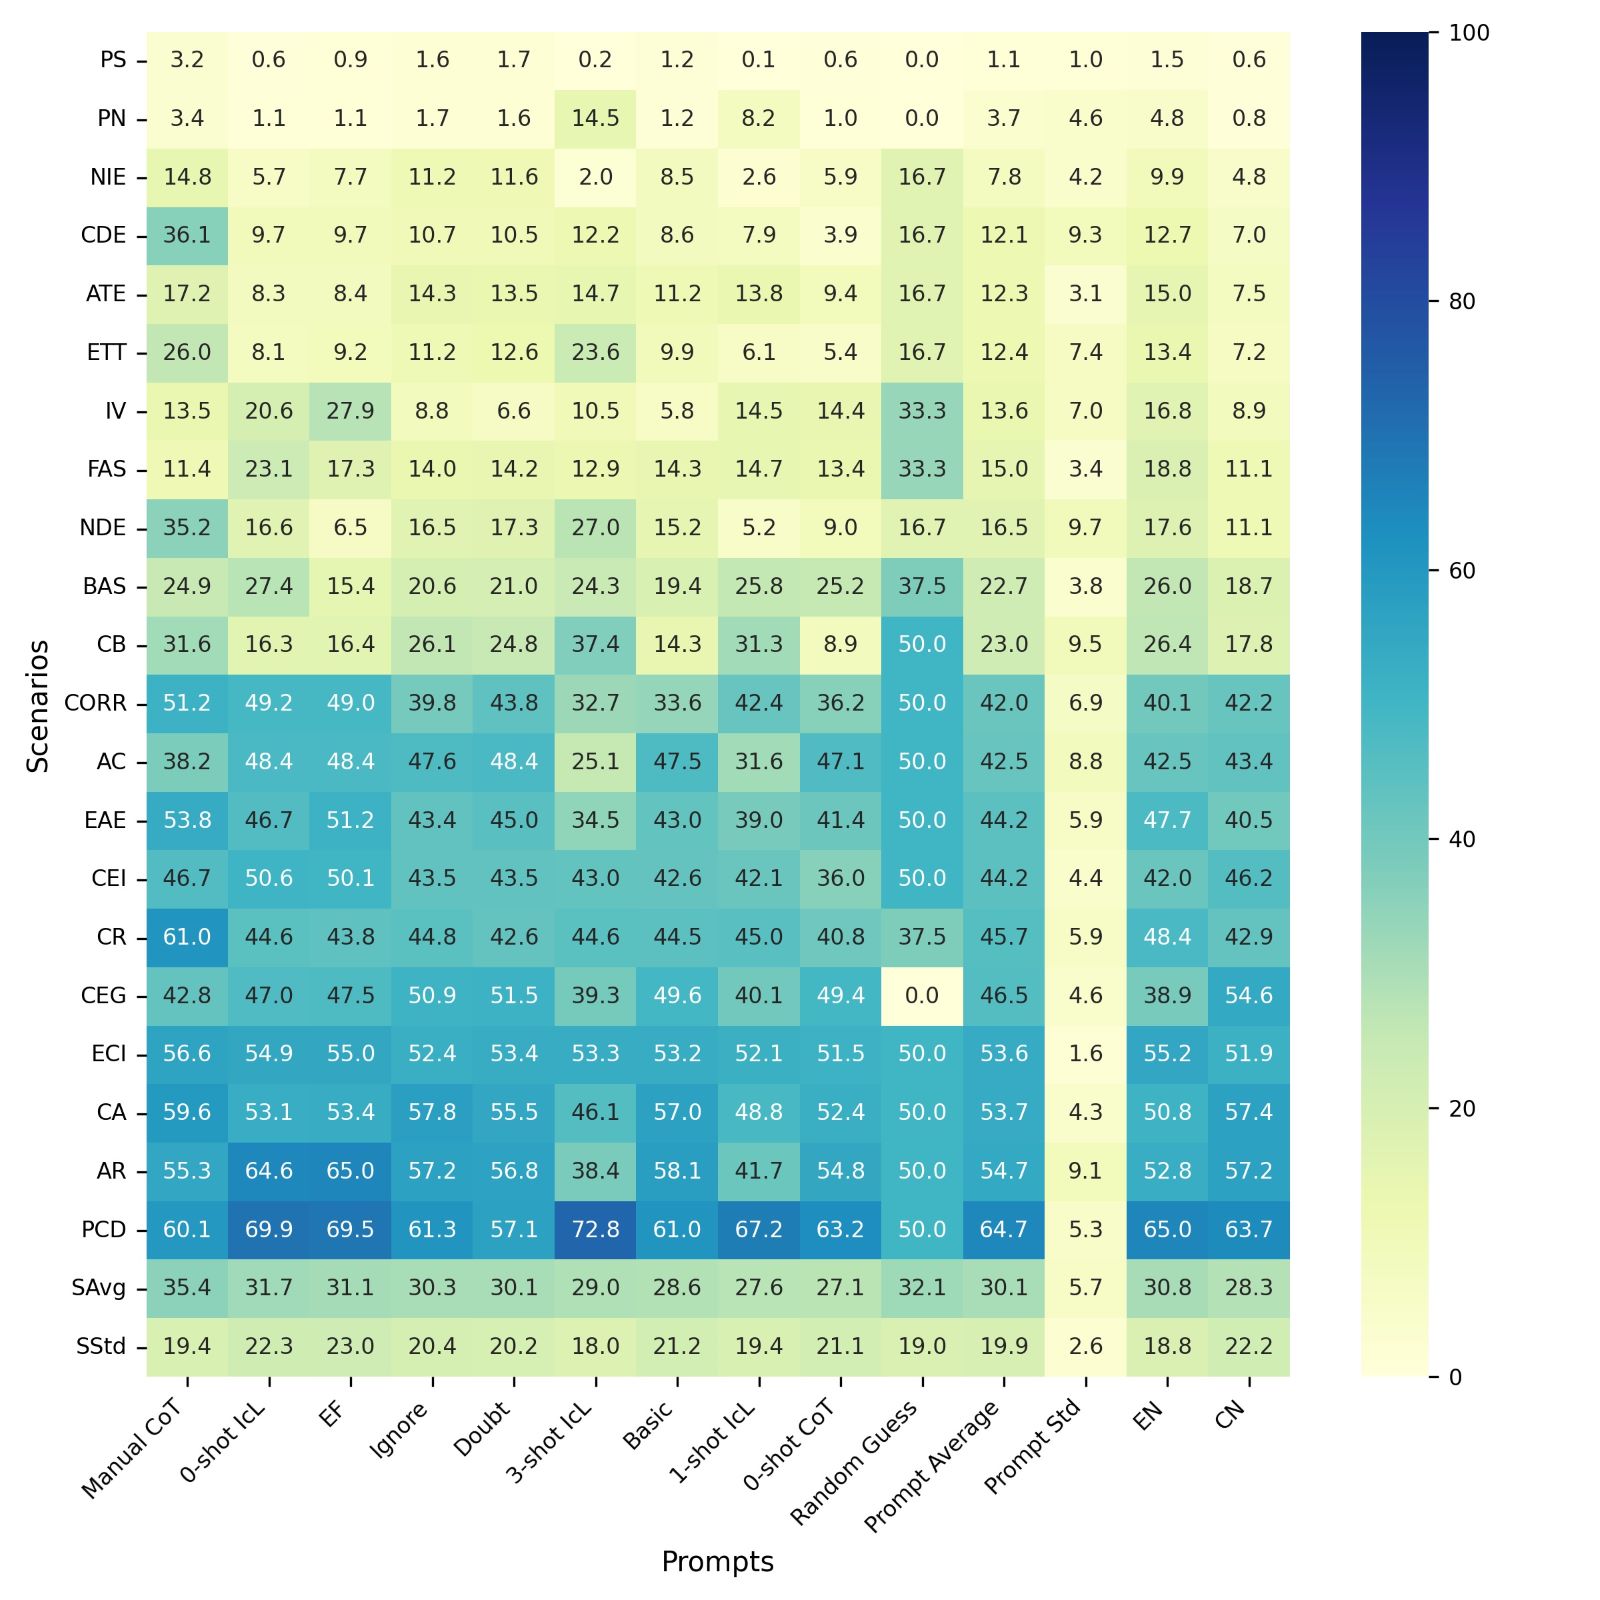 PS 3.2 0.6 0.9 1.6 1.7 0.2 1.2 0.1 0.6 0.0 1.1 1.0 1.5 0.6
PN 3.4 1.1 1.1 1.7 1.6 14.5 1.2 8.2 1.0 0.0 3.7 4.6 4.8 0.8
NIE 14.8 5.7 7.7 11.2 11.6 2.0 8.5 2.6 5.9 16.7 7.8 4.2 9.9 4.8
CDE 36.1 9.7 9.7 10.7 10.5 12.2 8.6 7.9 3.9 16.7 12.1 9.3 12.7 7.0
ATE 17.2 8.3 8.4 14.3 13.5 14.7 11.2 13.8 9.4 16.7 12.3 3.1 15.0 7.5
ETT 26.0 8.1 9.2 11.2 12.6 23.6 9.9 6.1 5.4 16.7 12.4 7.4 13.4 7.2
IV 13.5 20.6 27.9 8.8 6.6 10.5 5.8 14.5 14.4 33.3 13.6 7.0 16.8 8.9
FAS 11.4 23.1 17.3 14.0 14.2 12.9 14.3 14.7 13.4 33.3 15.0 3.4 18.8 11.1
NDE 35.2 16.6 6.5 16.5 17.3 27.0 15.2 5.2 9.0 16.7 16.5 9.7 17.6 11.1
BAS 24.9 27.4 15.4 20.6 21.0 24.3 19.4 25.8 25.2 37.5 22.7 3.8 26.0 18.7
CB 31.6 16.3 16.4 26.1 24.8 37.4 14.3 31.3 8.9 50.0 23.0 9.5 26.4 17.8
CORR 51.2 49.2 49.0 39.8 43.8 32.7 33.6 42.4 36.2 50.0 42.0 6.9 40.1 42.2
AC 38.2 48.4 48.4 47.6 48.4 25.1 47.5 31.6 47.1 50.0 42.5 8.8 42.5 43.4
EAE 53.8 46.7 51.2 43.4 45.0 34.5 43.0 39.0 41.4 50.0 44.2 5.9 47.7 40.5
CEI 46.7 50.6 50.1 43.5 43.5 43.0 42.6 42.1 36.0 50.0 44.2 4.4 42.0 46.2
CR 61.0 44.6 43.8 44.8 42.6 44.6 44.5 45.0 40.8 37.5 45.7 5.9 48.4 42.9
CEG 42.8 47.0 47.5 50.9 51.5 39.3 49.6 40.1 49.4 0.0 46.5 4.6 38.9 54.6
ECI 56.6 54.9 55.0 52.4 53.4 53.3 53.2 52.1 51.5 50.0 53.6 1.6 55.2 51.9
CA 59.6 53.1 53.4 57.8 55.5 46.1 57.0 48.8 52.4 50.0 53.7 4.3 50.8 57.4
AR 55.3 64.6 65.0 57.2 56.8 38.4 58.1 41.7 54.8 50.0 54.7 9.1 52.8 57.2
PCD 60.1 69.9 69.5 61.3 57.1 72.8 61.0 67.2 63.2 50.0 64.7 5.3 65.0 63.7
SAvg 35.4 31.7 31.1 30.3 30.1 29.0 28.6 27.6 27.1 32.1 30.1 5.7 30.8 28.3
SStd 19.4 22.3 23.0 20.4 20.2 18.0 21.2 19.4 21.1 19.0 19.9 2.6 18.8 22.2
Manual CoT
0-shot IcL
EF
Ignore
Doubt
3-shot IcL
Basic
1-shot IcL
0-shot CoT
Random Guess
Prompt Average
Prompt Std
EN
CN
Prompts
Scenarios
100
80
60
40
20
0